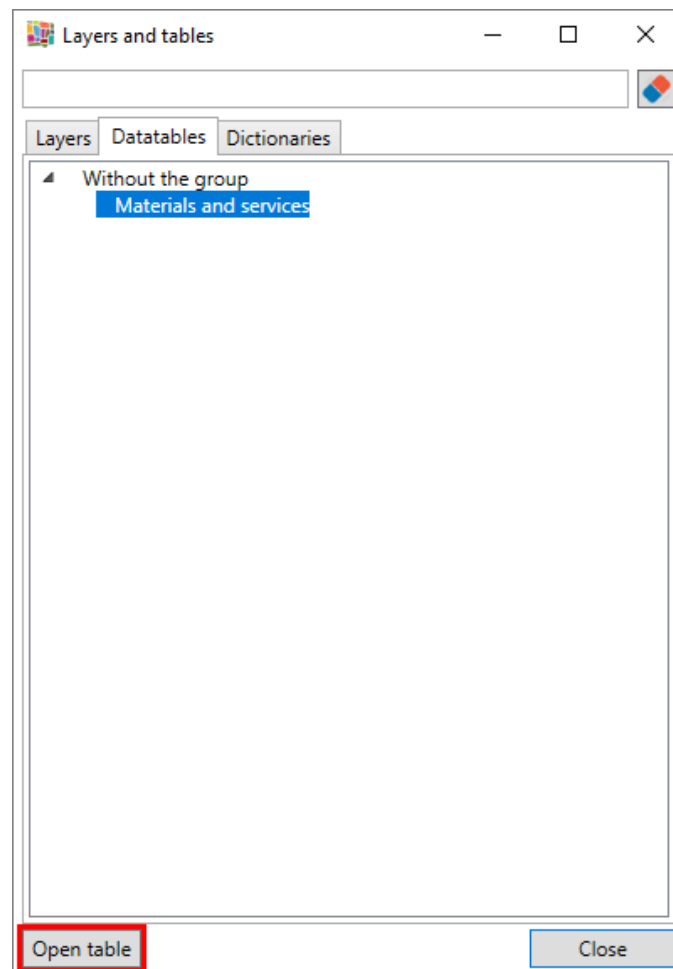 Layers and tables
Layers Datatables Dictionaries
Without the group
Materials and services
Open table Close